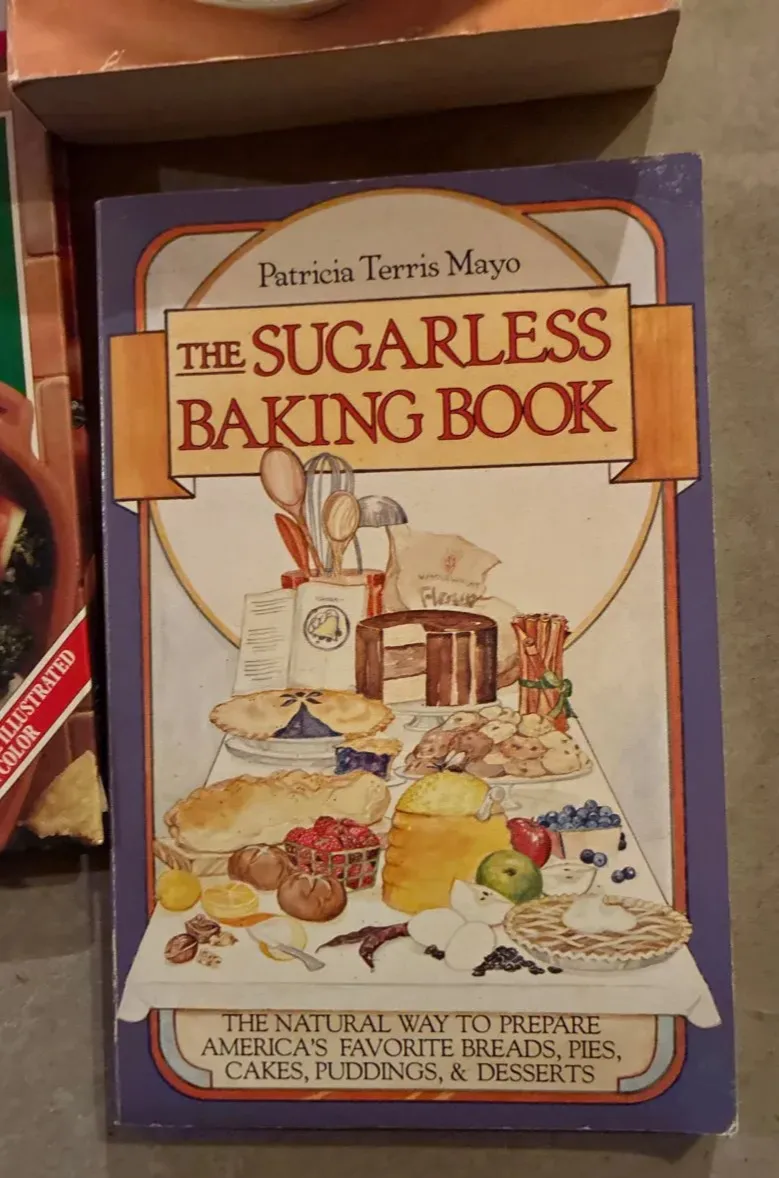 Patricia Terris Mayo
THE SUGARLESS
BAKING BOOK
Flour
THE NATURAL WAY TO PREPARE
AMERICA'S FAVORITE BREADS, PIES,
CAKES, PUDDINGS, & DESSERTS
ILLUSTRATED
COLOR